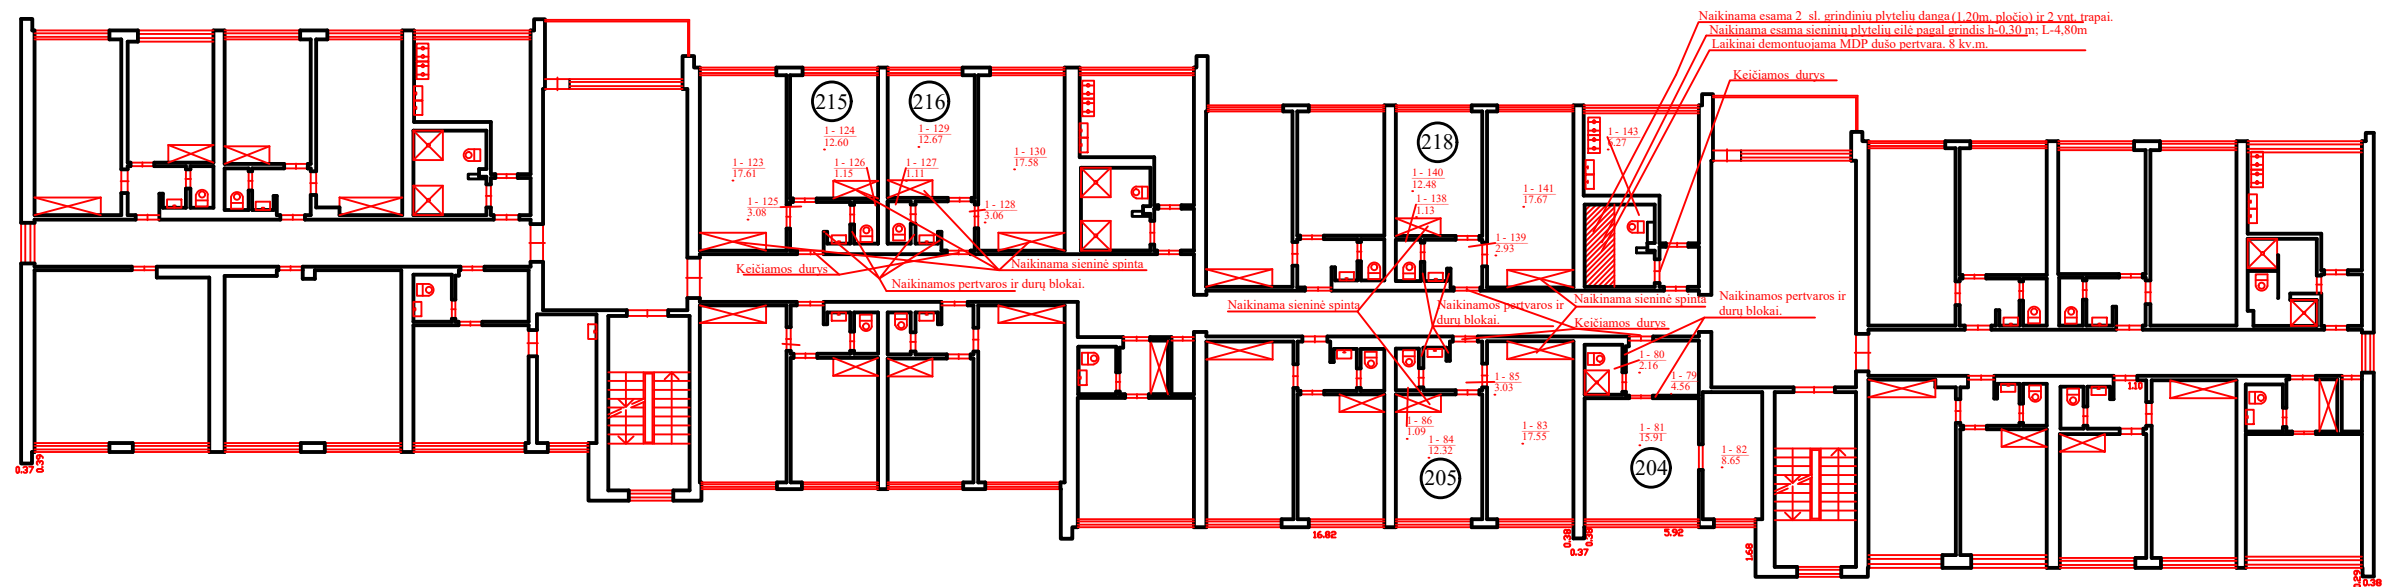 Naikinama esama 2 sl. grindinių plytelių danga (1,20m. pločio) ir 2 vnt. trapai.
Naikinama esama sieninių plytelių eilė pagal grindis h-0,30 m; L-4,80m
Laikinai demontuojama MDP dušo pertvara. 8 kv.m.
Keičiamos durys
215
216
218
1 - 124
12.60
1 - 129
12.67
1 - 123
17.61
1 - 126
1.15
1 - 127
1.11
1 - 130
17.58
1 - 125
3.08
1 - 128
3.06
1 - 143
6.27
1 - 140
12.48
1 - 141
17.67
1 - 138
1.13
1 - 139
2.93
Keičiamos durys
Naikinama sieninė spinta
Naikinamos pertvaros ir durų blokai.
Naikinama sieninė spinta
Naikinamos pertvaros ir
durų blokai.
Naikinama sieninė spinta
Keičiamos durys
Naikinamos pertvaros ir
durų blokai.
1 - 80
2.16
1 - 79
4.56
1 - 85
3.03
1 - 86
1.09
1 - 84
12.32
1 - 83
17.55
1 - 81
15.91
1 - 82
8.65
205
204
0.37
0.39
1.10
16.82
0.38
0.37
0.38
5.92
1.68
1.29
0.38